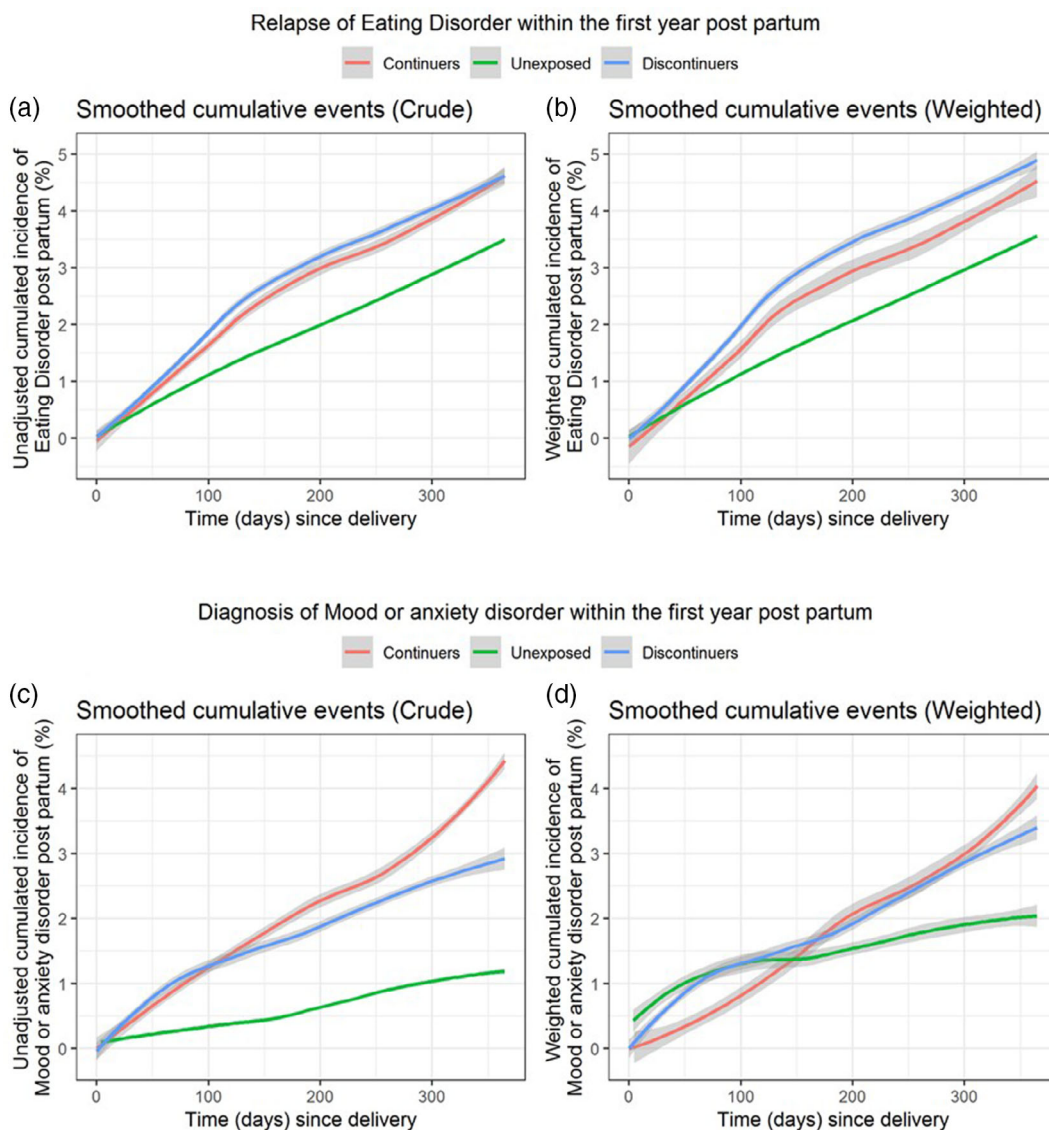 Relapse of Eating Disorder within the first year post partum
Continuers Unexposed Discontinuers
(a) Smoothed cumulative events (Crude)
Unadjusted cumulated incidence of
Eating Disorder post partum (%)
5
4
3
2
1
0
0 100 200 300
Time (days) since delivery
(b) Smoothed cumulative events (Weighted)
Weighted cumulated incidence of
Eating Disorder post partum (%)
5
4
3
2
1
0
0 100 200 300
Time (days) since delivery
Diagnosis of Mood or anxiety disorder within the first year post partum
Continuers Unexposed Discontinuers
(c) Smoothed cumulative events (Crude)
Unadjusted cumulated incidence of
Mood or anxiety disorder post partum (%)
4
3
2
1
0
0 100 200 300
Time (days) since delivery
(d) Smoothed cumulative events (Weighted)
Weighted cumulated incidence of
Mood or anxiety disorder post partum (%)
4
3
2
1
0
0 100 200 300
Time (days) since delivery